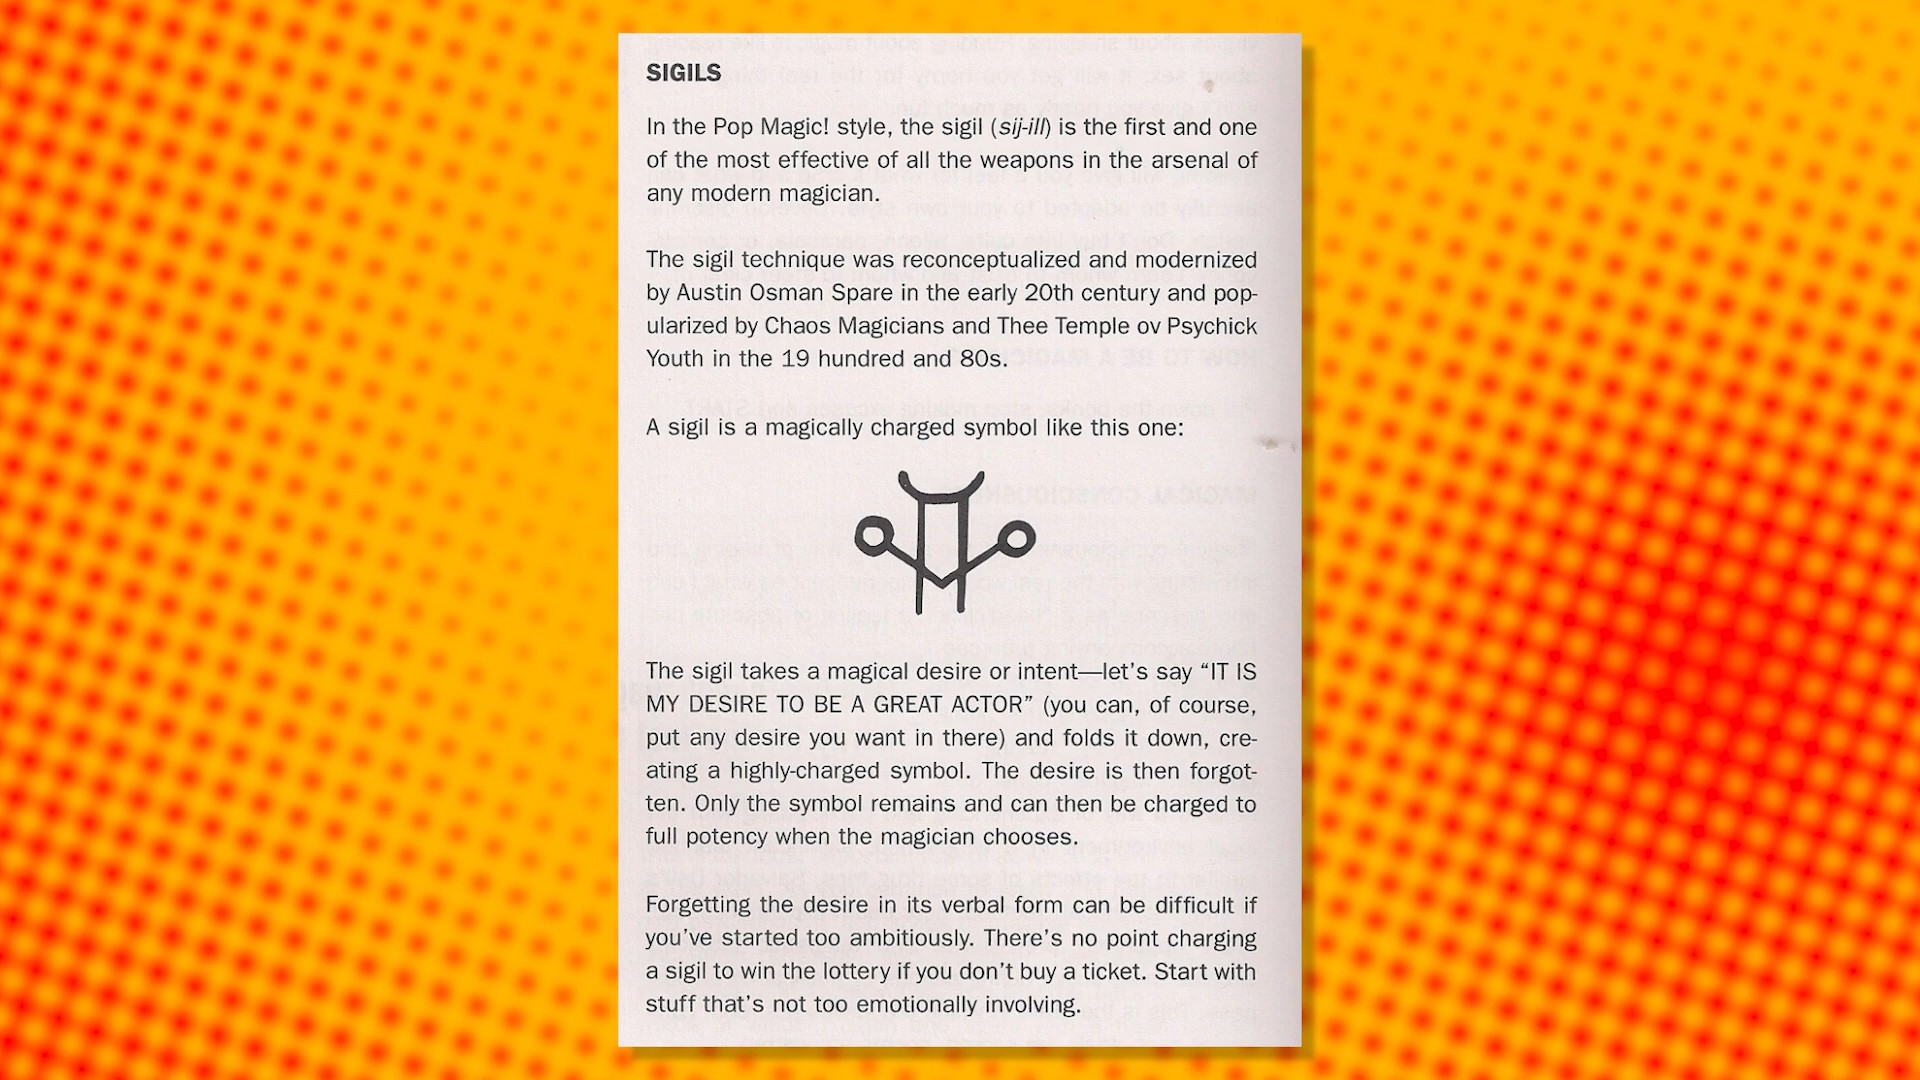 SIGILS
In the Pop Magic! style, the sigil (sij-ill) is the first and one
of the most effective of all the weapons in the arsenal of
any modern magician.
The sigil technique was reconceptualized and modernized
by Austin Osman Spare in the early 20th century and pop-
ularized by Chaos Magicians and Thee Temple ov Psychick
Youth in the 19 hundred and 80s.
A sigil is a magically charged symbol like this one:
The sigil takes a magical desire or intent—let's say “IT IS
MY DESIRE TO BE A GREAT ACTOR” (you can, of course,
put any desire you want in there) and folds it down, cre-
ating a highly-charged symbol. The desire is then forgot-
ten. Only the symbol remains and can then be charged to
full potency when the magician chooses.
Forgetting the desire in its verbal form can be difficult if
you've started too ambitiously. There's no point charging
a sigil to win the lottery if you don't buy a ticket. Start with
stuff that's not too emotionally involving.